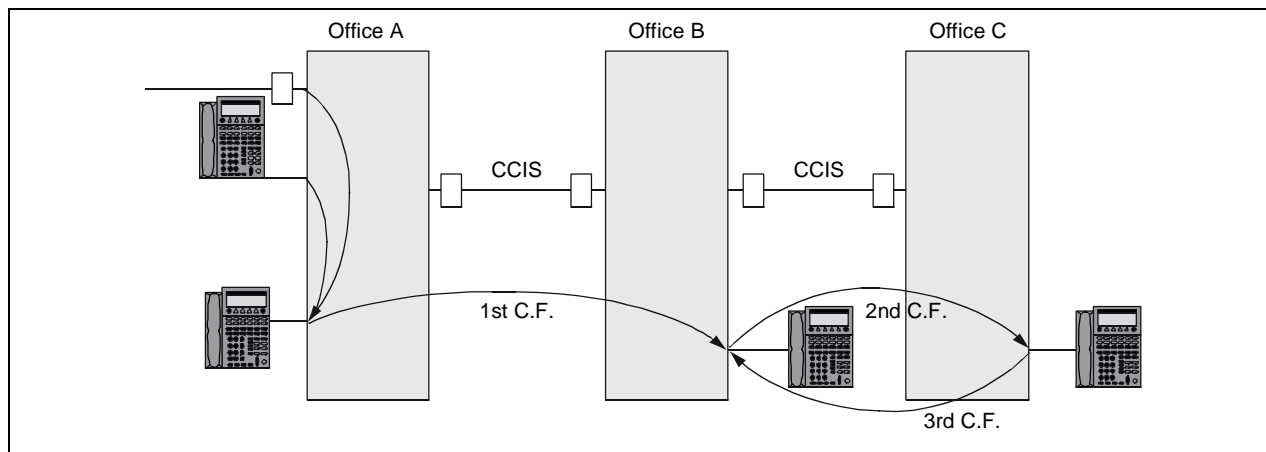 Office A
Office B
Office C
CCIS
CCIS
1st C.F.
2nd C.F.
3rd C.F.